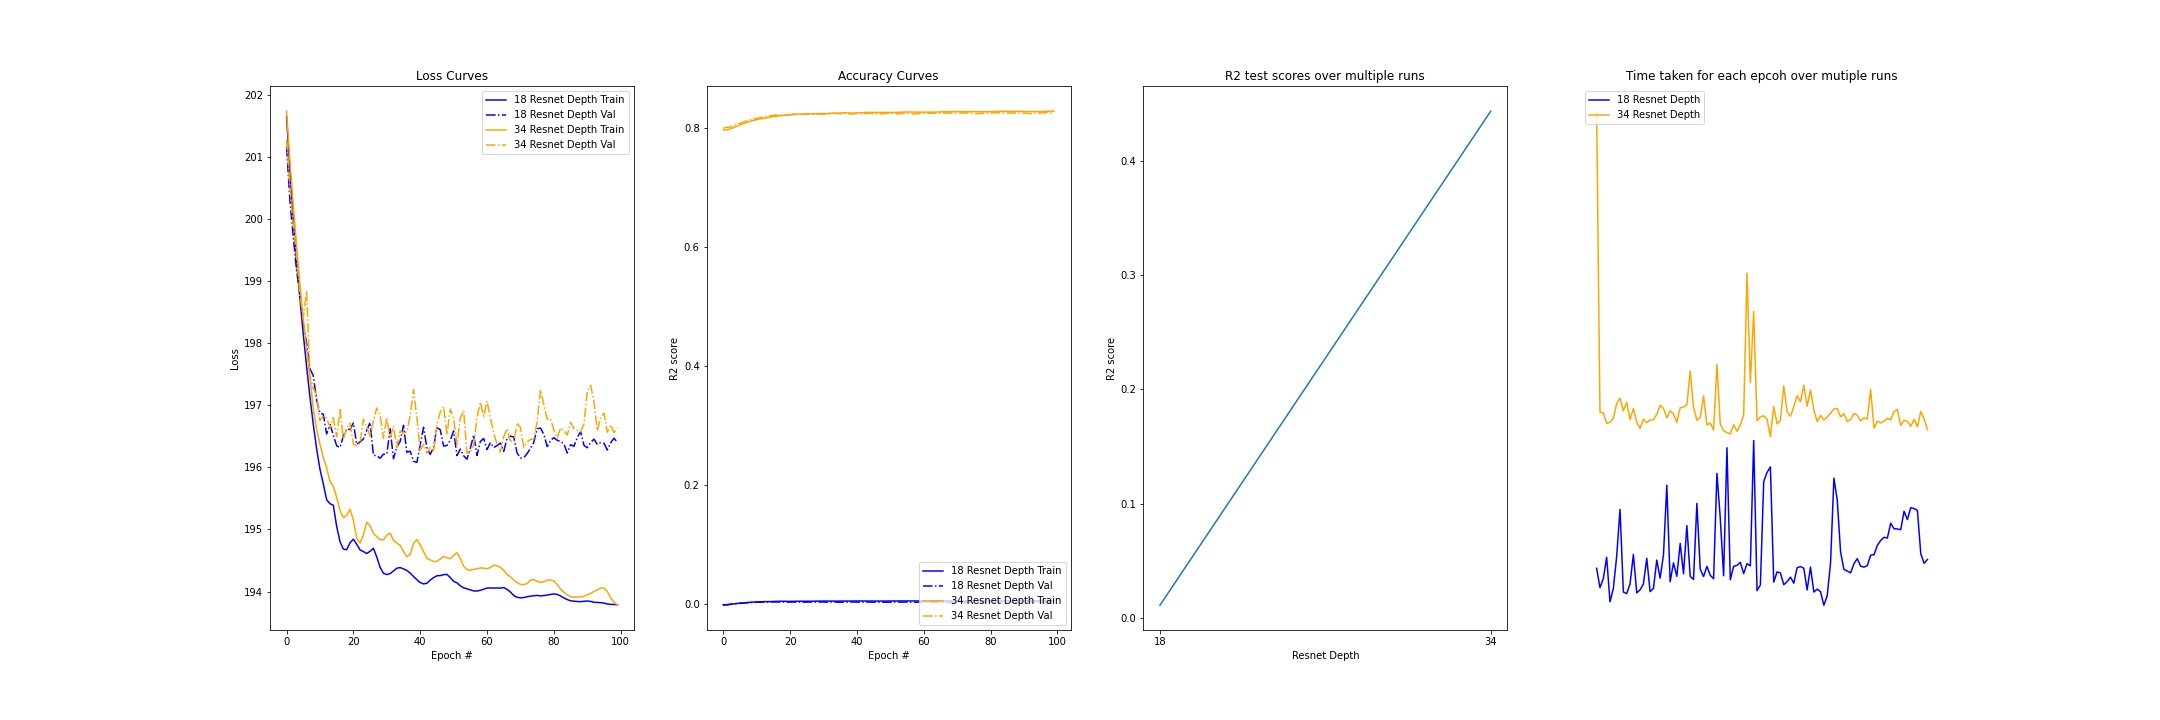 Loss Curves
202
201
200
199
198
197
196
195
194
Loss
0
20
40
60
80
100
Epoch #
18 Resnet Depth Train
18 Resnet Depth Val
34 Resnet Depth Train
34 Resnet Depth Val
Accuracy Curves
0.8
0.6
0.4
0.2
0.0
R2 score
0
20
40
60
80
100
Epoch #
18 Resnet Depth Train
18 Resnet Depth Val
34 Resnet Depth Train
34 Resnet Depth Val
R2 test scores over multiple runs
0.4
0.3
0.2
0.1
0.0
R2 score
18
34
Resnet Depth
Time taken for each epcoh over mutiple runs
18 Resnet Depth
34 Resnet Depth